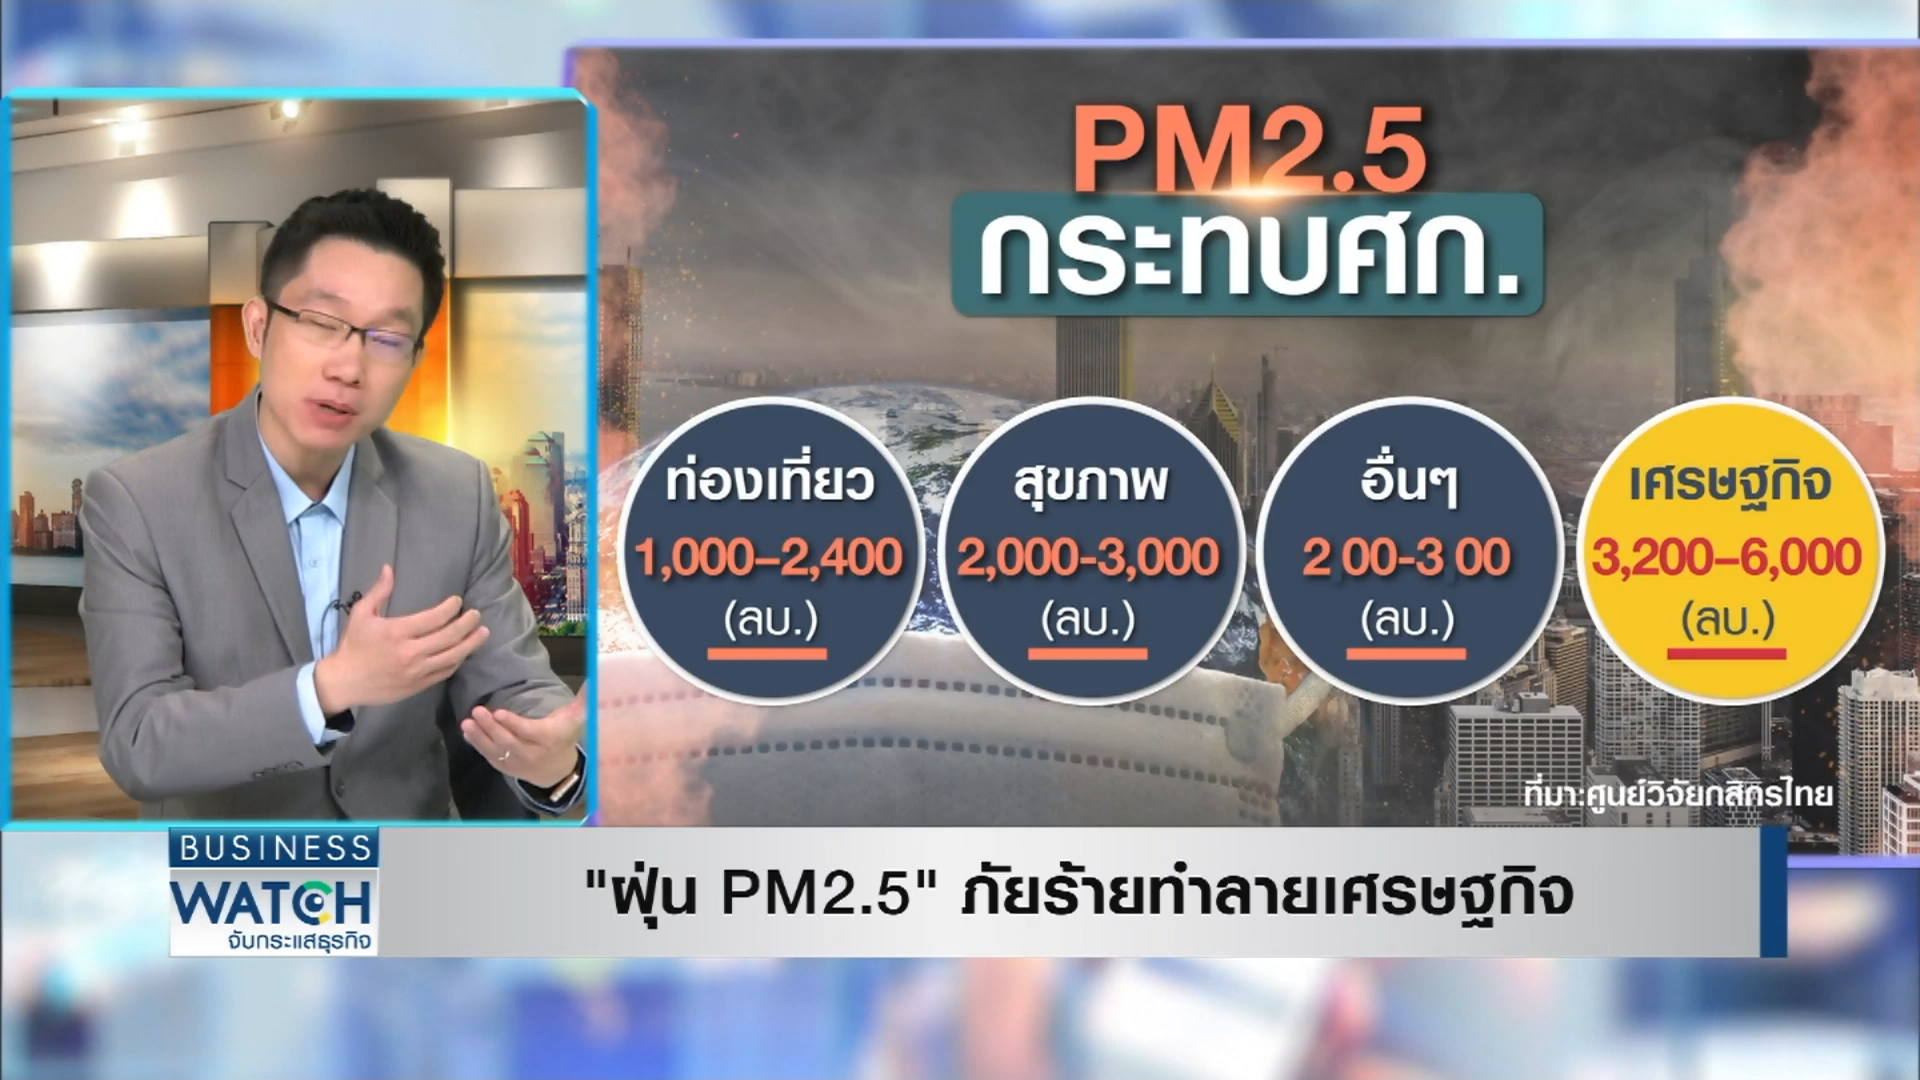 PM2.5
กระทบศก.
ท่องเที่ยว
1,000–2,400
(ลบ.)
สุขภาพ
2,000-3,000
(ลบ.)
อื่นๆ
2 00-3 00
(ลบ.)
เศรษฐกิจ
3,200–6,000
(ลบ.)
ที่มา:ศูนย์วิจัยกสิกรไทย
BUSINESS
WATCH
จับกระแสธุรกิจ
"ฝุ่น PM2.5" ภัยร้ายทำลายเศรษฐกิจ